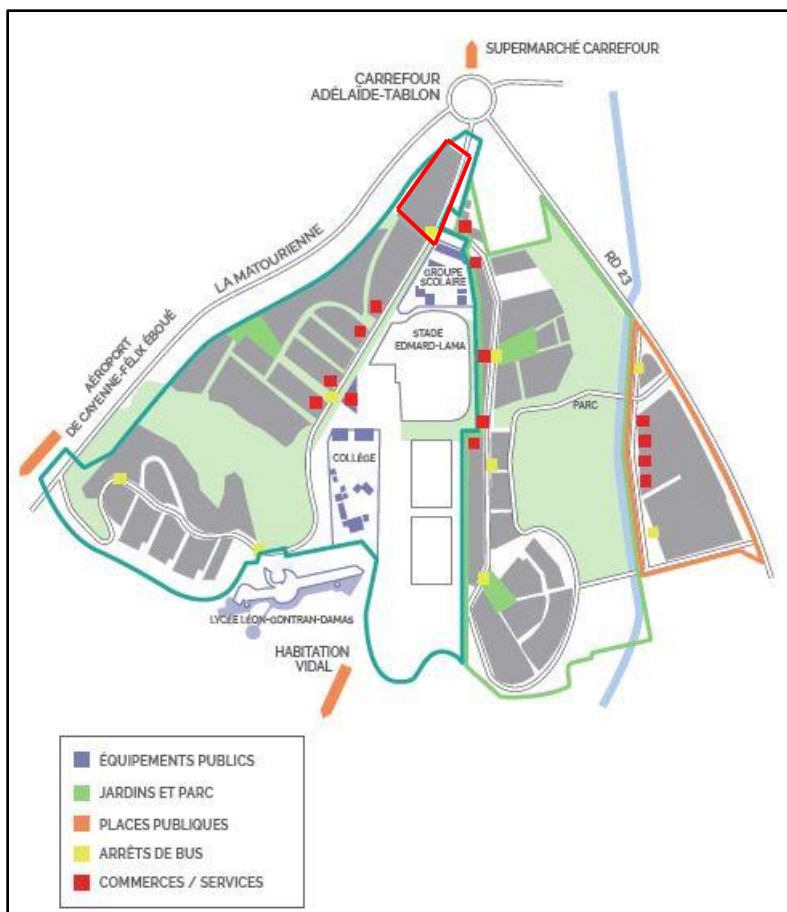 SUPERMARCHÉ CARREFOUR
CARREFOUR
ADÉLAÏDE-TABLON
LA MATOURIENNE
RD 23
GROUPE
SCOLAIRE
STADE
EDMARD-LAMA
AÉROPORT
DE CAYENNE-FÉLIX ÉBOUÉ
PARC
COLLÈGE
LYCÉE LÉON-GONTRAN-DAMAS
HABITATION
VIDAL
ÉQUIPEMENTS PUBLICS
JARDINS ET PARC
PLACES PUBLIQUES
ARRÊTS DE BUS
COMMERCES / SERVICES